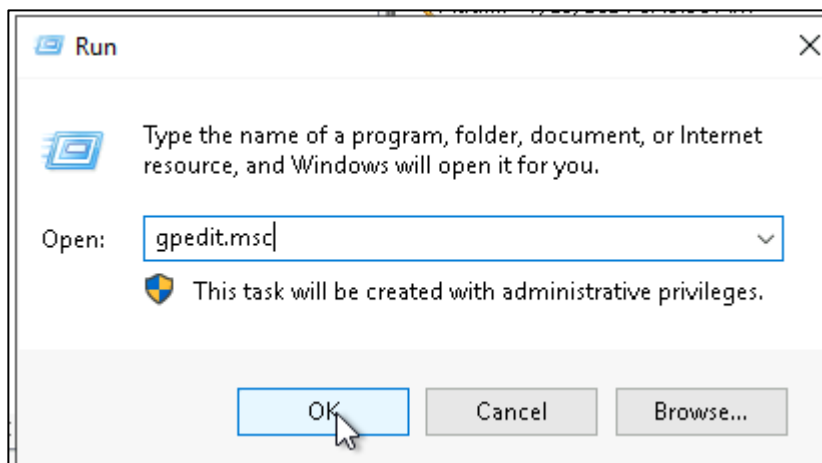 Run
Type the name of a program, folder, document, or Internet
resource, and Windows will open it for you.
Open:
gpedit.msc
This task will be created with administrative privileges.
OK
Cancel
Browse...